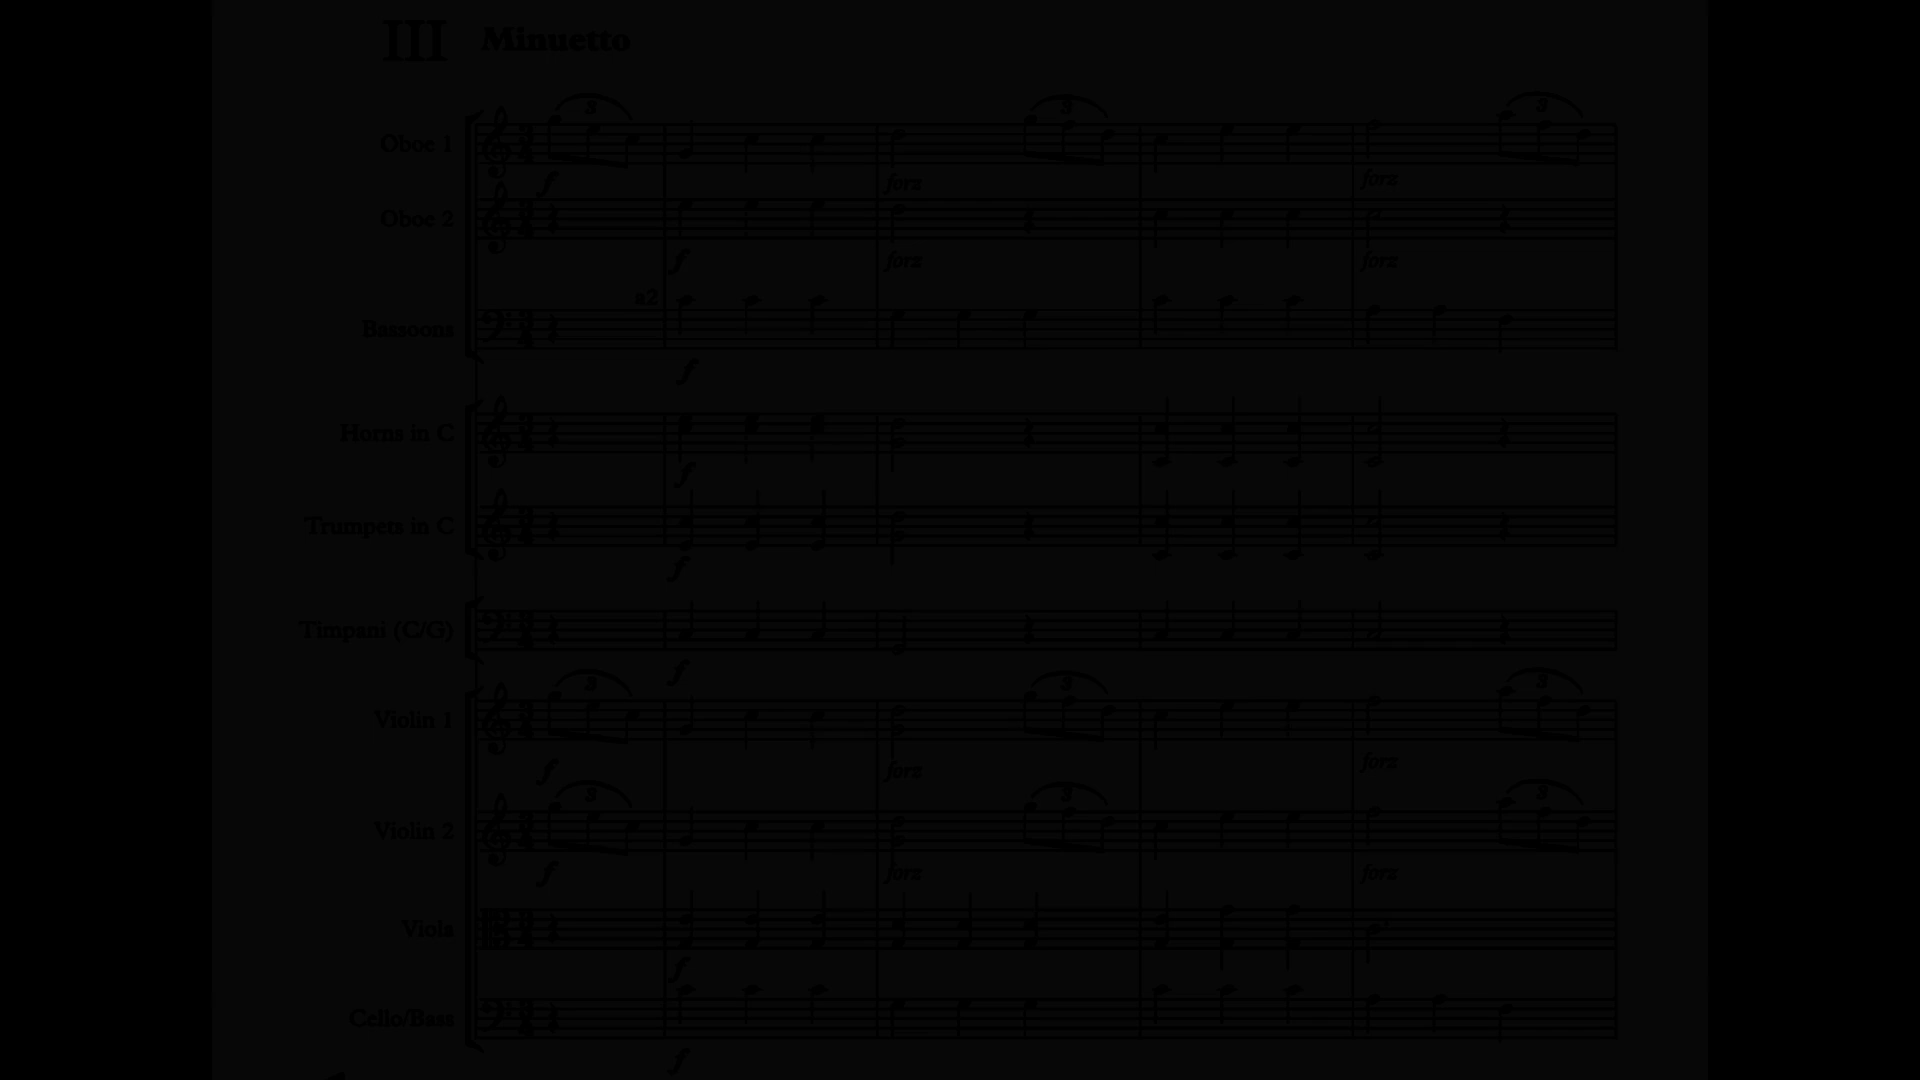 III Minuetto
3 3 3
Oboe 1
f forz forz
Oboe 2
f forz forz
a2
Bassoons
f
Horns in C
f
Trumpets in C
f
Timpani (C/G)
f
3 3 3
Violin 1
f forz forz
3 3 3
Violin 2
f forz forz
Viola
f
Cello/Bass
f